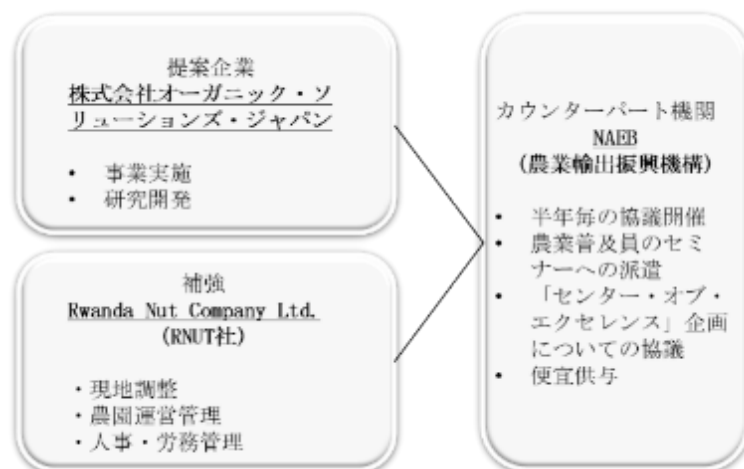 提案企業
株式会社オーガニック・ソ
リューションズ・ジャパン
• 事業実施
• 研究開発
補強
Rwanda Nut Company Ltd.
(RNUT社)
・現地調整
・農園運営管理
・人事・労務管理
カウンターパート機関
NAEB
(農業輸出振興機構)
• 半年毎の協議開催
• 農業普及員のセミ
ナーへの派遣
• 「センター・オブ・
エクセレンス」企画
についての協議
• 便宜供与